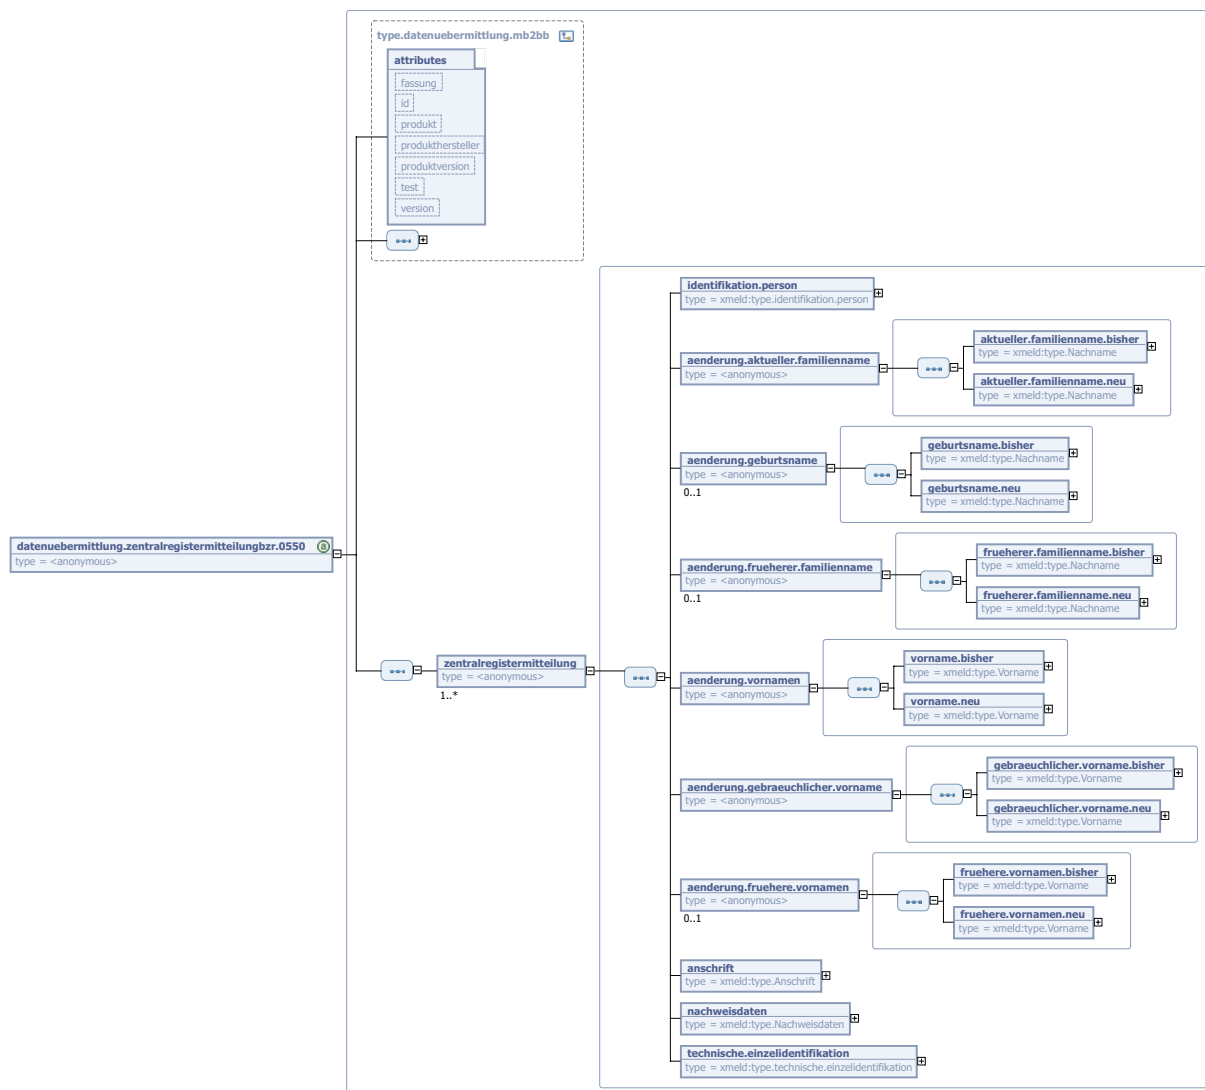 type.datenuebermittlung.mb2bb
attributes
fassung
id
produkt
produkthersteller
produktversion
test
version
identifikation.person
type = xmeld:type.identifikation.person
aenderung.aktueller.familienname
type = <anonymous>
aktueller.familienname.bisher
type = xmeld:type.Nachname
aktueller.familienname.neu
type = xmeld:type.Nachname
aenderung.geburtsname
type = <anonymous>
0..1
geburtsname.bisher
type = xmeld:type.Nachname
geburtsname.neu
type = xmeld:type.Nachname
datenuebermittlung.zentralregistermitteilungbzr.0550
a
type = <anonymous>
aenderung.frueherer.familienname
type = <anonymous>
0..1
frueherer.familienname.bisher
type = xmeld:type.Nachname
frueherer.familienname.neu
type = xmeld:type.Nachname
zentralregistermitteilung
type = <anonymous>
1..*
aenderung.vornamen
type = <anonymous>
vorname.bisher
type = xmeld:type.Vorname
vorname.neu
type = xmeld:type.Vorname
aenderung.gebraeuchlicher.vorname
type = <anonymous>
gebraeuchlicher.vorname.bisher
type = xmeld:type.Vorname
gebraeuchlicher.vorname.neu
type = xmeld:type.Vorname
aenderung.fruehere.vornamen
type = <anonymous>
0..1
fruehere.vornamen.bisher
type = xmeld:type.Vorname
fruehere.vornamen.neu
type = xmeld:type.Vorname
anschrift
type = xmeld:type.Anschrift
nachweisdaten
type = xmeld:type.Nachweisdaten
technische.einzelidentifikation
type = xmeld:type.technische.einzelidentifikation